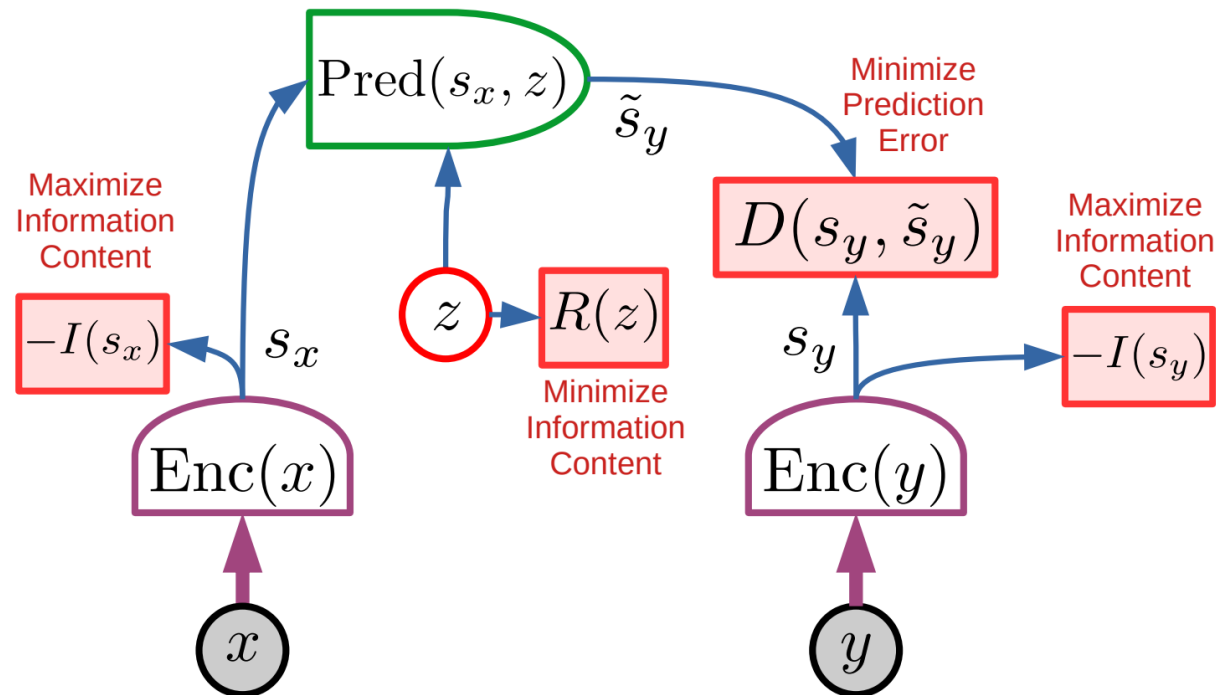 Pred(s_x, z)
s̃_y
Minimize
Prediction
Error
Maximize
Information
Content
D(s_y, s̃_y)
Maximize
Information
Content
-I(s_x)
s_x
z
R(z)
s_y
-I(s_y)
Minimize
Information
Content
Enc(x)
Enc(y)
x
y